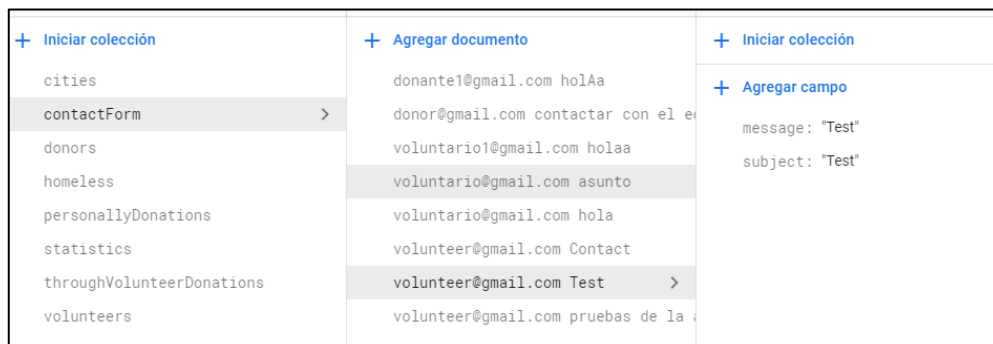 Iniciar colección
cities
contactForm
donors
homeless
personallyDonations
statistics
throughVolunteerDonations
volunteers
Agregar documento
donante1@gmail.com holAa
donor@gmail.com contactar con el
voluntario1@gmail.com holaa
voluntario@gmail.com asunto
voluntario@gmail.com hola
volunteer@gmail.com Contact
volunteer@gmail.com Test
volunteer@gmail.com pruebas de la
Iniciar colección
Agregar campo
message: "Test"
subject: "Test"